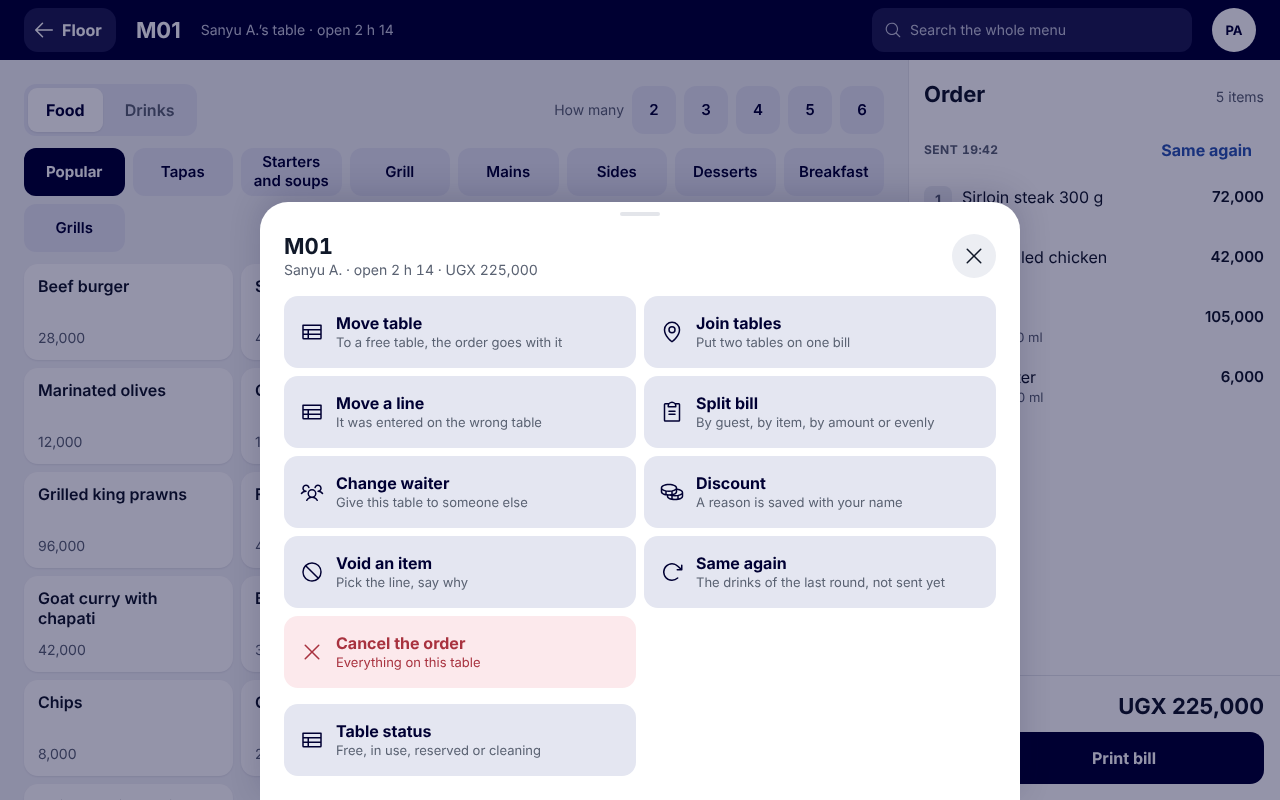 Floor
M01
Sanyu A.'s table · open 2 h 14
Search the whole menu
PA
Food
Drinks
How many
2
3
4
5
6
Popular
Tapas
Starters
and soups
Grill
Mains
Sides
Desserts
Breakfast
Grills
Beef burger
28,000
Marinated olives
12,000
Grilled king prawns
96,000
Goat curry with
chapati
42,000
Chips
8,000
Order
5 items
SENT 19:42
Same again
1
Sirloin steak 300 g
72,000
chicken
42,000
105,000
ml
6,000
ml
UGX 225,000
Print bill
M01
Sanyu A. · open 2 h 14 · UGX 225,000
Move table
To a free table, the order goes with it
Join tables
Put two tables on one bill
Move a line
It was entered on the wrong table
Split bill
By guest, by item, by amount or evenly
Change waiter
Give this table to someone else
Discount
A reason is saved with your name
Void an item
Pick the line, say why
Same again
The drinks of the last round, not sent yet
Cancel the order
Everything on this table
Table status
Free, in use, reserved or cleaning